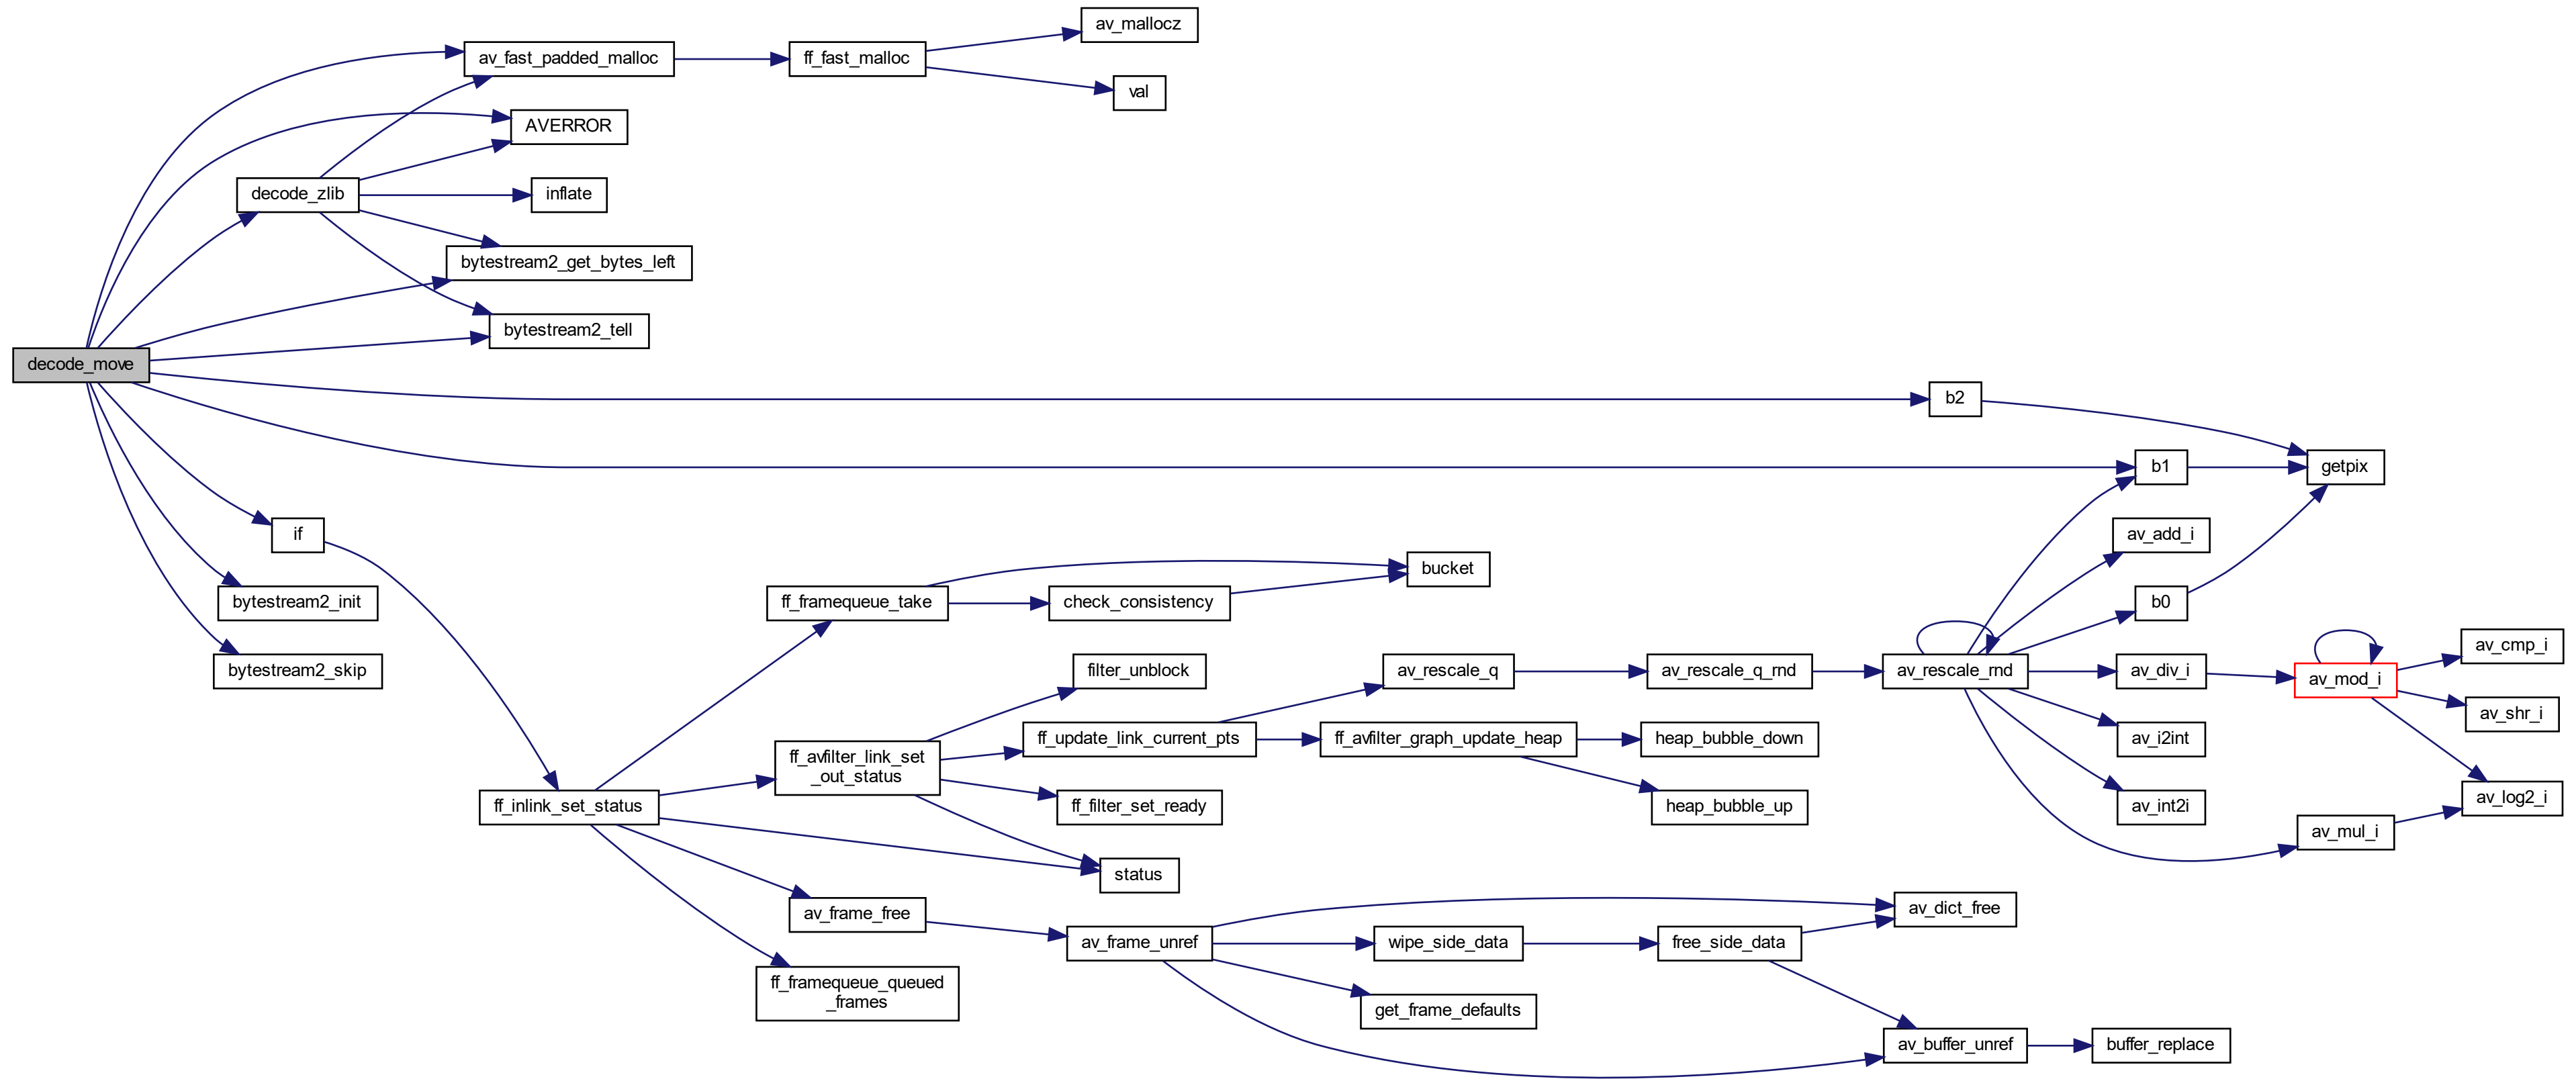 decode_move
av_fast_padded_malloc
ff_fast_malloc
av_mallocz
val
AVERROR
decode_zlib
inflate
bytestream2_get_bytes_left
bytestream2_tell
b2
b1
getpix
if
bytestream2_init
bytestream2_skip
ff_inlink_set_status
ff_framequeue_take
check_consistency
bucket
ff_avfilter_link_set
_out_status
filter_unblock
ff_update_link_current_pts
ff_filter_set_ready
status
av_rescale_q
av_rescale_q_rnd
av_rescale_rnd
ff_avfilter_graph_update_heap
heap_bubble_down
heap_bubble_up
av_add_i
b0
av_div_i
av_i2int
av_int2i
av_mod_i
av_mul_i
av_cmp_i
av_shr_i
av_log2_i
av_frame_free
ff_framequeue_queued
_frames
av_frame_unref
wipe_side_data
get_frame_defaults
free_side_data
av_dict_free
av_buffer_unref
buffer_replace